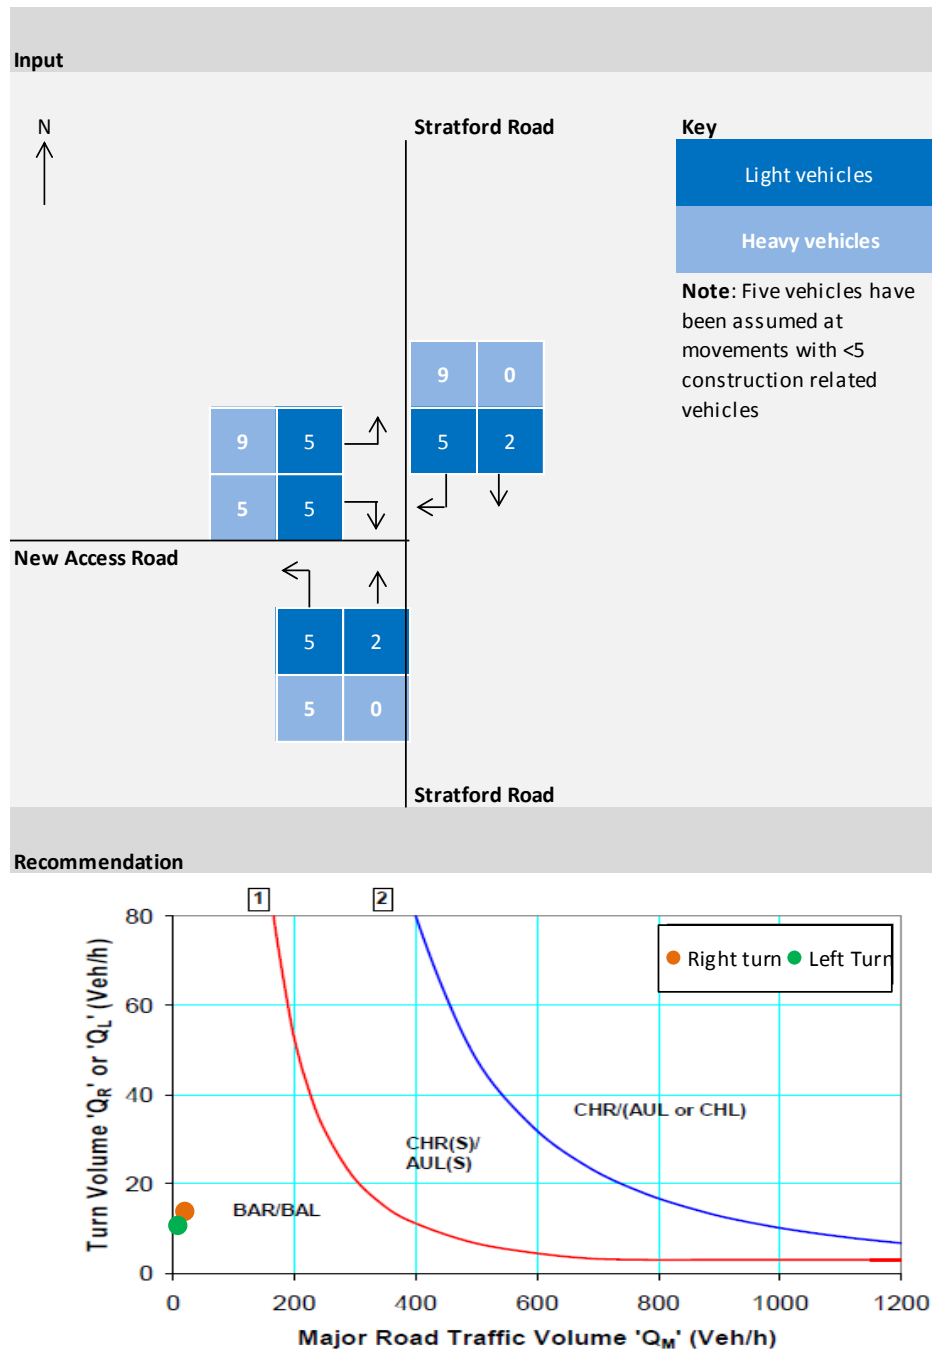 Input
N
Stratford Road
Key
Light vehicles
Heavy vehicles
Note: Five vehicles have
been assumed at
movements with <5
construction related
vehicles
9 0
5 2
9 5
5 5
New Access Road
5 2
5 0
Stratford Road
Recommendation
1 2
80
Right turn Left Turn
60
40
CHR/(AUL or CHL)
CHR(S)/
AUL(S)
20
BAR/BAL
0
Turn Volume 'QR' or 'QL' (Veh/h)
0 200 400 600 800 1000 1200
Major Road Traffic Volume 'QM' (Veh/h)